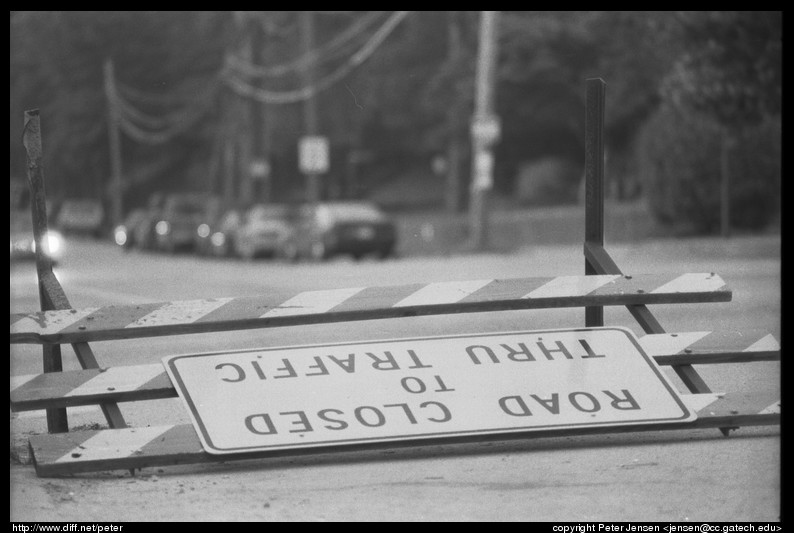 ROAD CLOSED
TO
THRU TRAFFIC
http://www.diff.net/peter
copyright Peter Jensen <jensen@cc.gatech.edu>